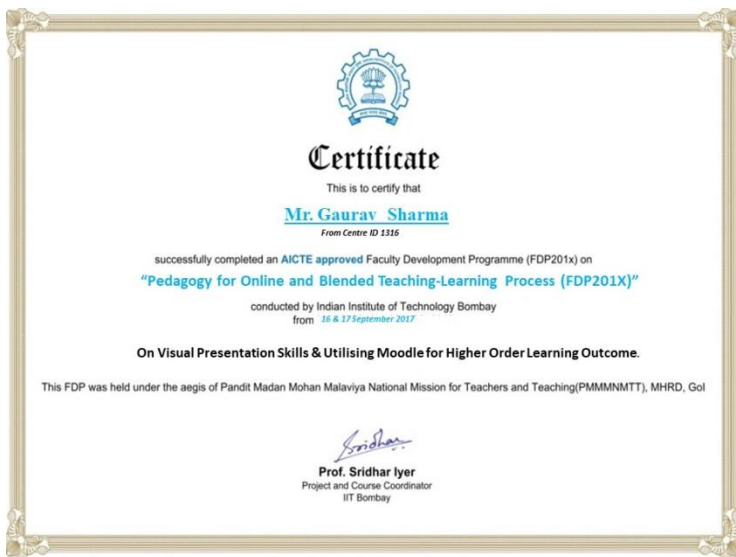 Certificate
This is to certify that
Mr. Gaurav Sharma
From Centre ID 1316
successfully completed an AICTE approved Faculty Development Programme (FDP201x) on
“Pedagogy for Online and Blended Teaching-Learning Process (FDP201X)”
conducted by Indian Institute of Technology Bombay
from 16 & 17 September 2017
On Visual Presentation Skills & Utilising Moodle for Higher Order Learning Outcome.
This FDP was held under the aegis of Pandit Madan Mohan Malaviya National Mission for Teachers and Teaching(PMMMNMTT), MHRD, GoI
Sridhar
Prof. Sridhar Iyer
Project and Course Coordinator
IIT Bombay